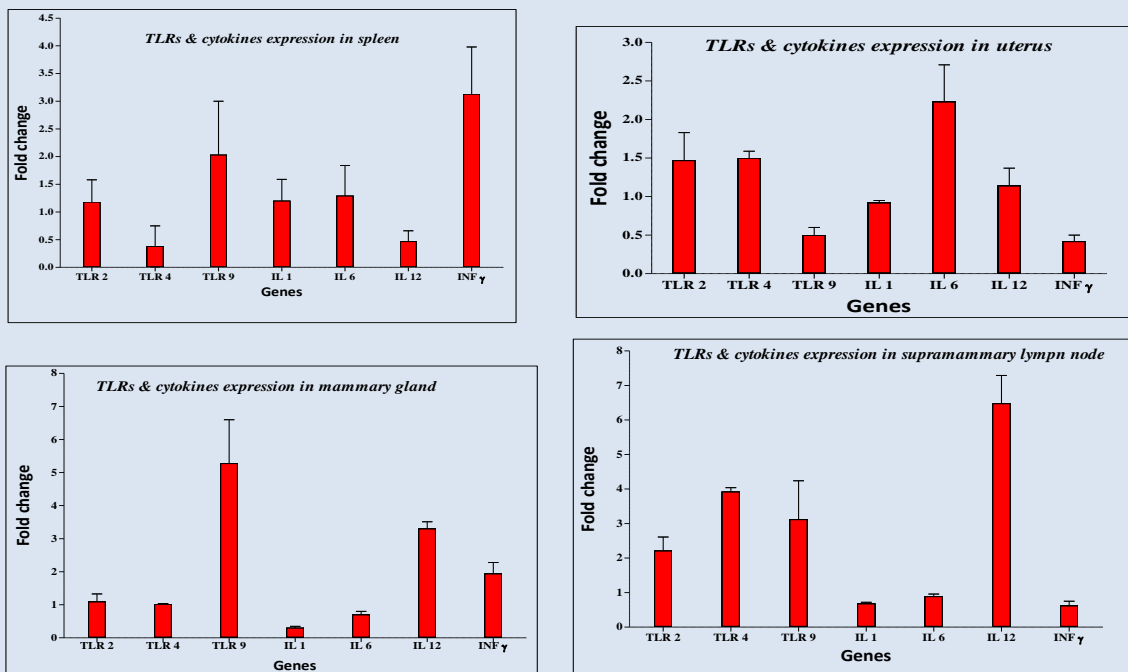 TLRs & cytokines expression in spleen
4.5
4.0
3.5
3.0
2.5
2.0
1.5
1.0
0.5
0.0
Fold change
TLR 2 TLR 4 TLR 9 IL 1 IL 6 IL 12 INF γ
Genes
TLRs & cytokines expression in uterus
3.0
2.5
2.0
1.5
1.0
0.5
0.0
Fold change
TLR 2 TLR 4 TLR 9 IL 1 IL 6 IL 12 INF γ
Genes
TLRs & cytokines expression in mammary gland
8
7
6
5
4
3
2
1
0
Fold change
TLR 2 TLR 4 TLR 9 IL 1 IL 6 IL 12 INF γ
Genes
TLRs & cytokines expression in supramammary lympn node
8
7
6
5
4
3
2
1
0
Fold change
TLR 2 TLR 4 TLR 9 IL 1 IL 6 IL 12 INF γ
Genes